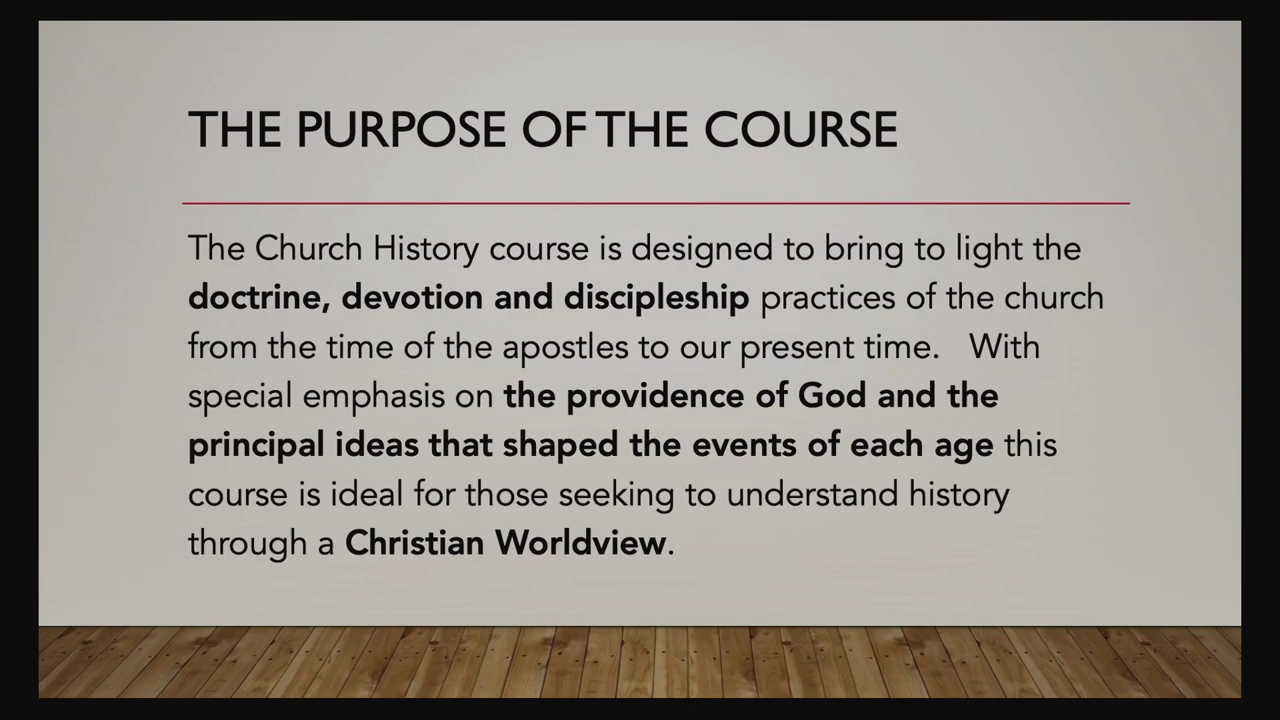 THE PURPOSE OF THE COURSE
The Church History course is designed to bring to light the
doctrine, devotion and discipleship practices of the church
from the time of the apostles to our present time.   With
special emphasis on the providence of God and the
principal ideas that shaped the events of each age this
course is ideal for those seeking to understand history
through a Christian Worldview.